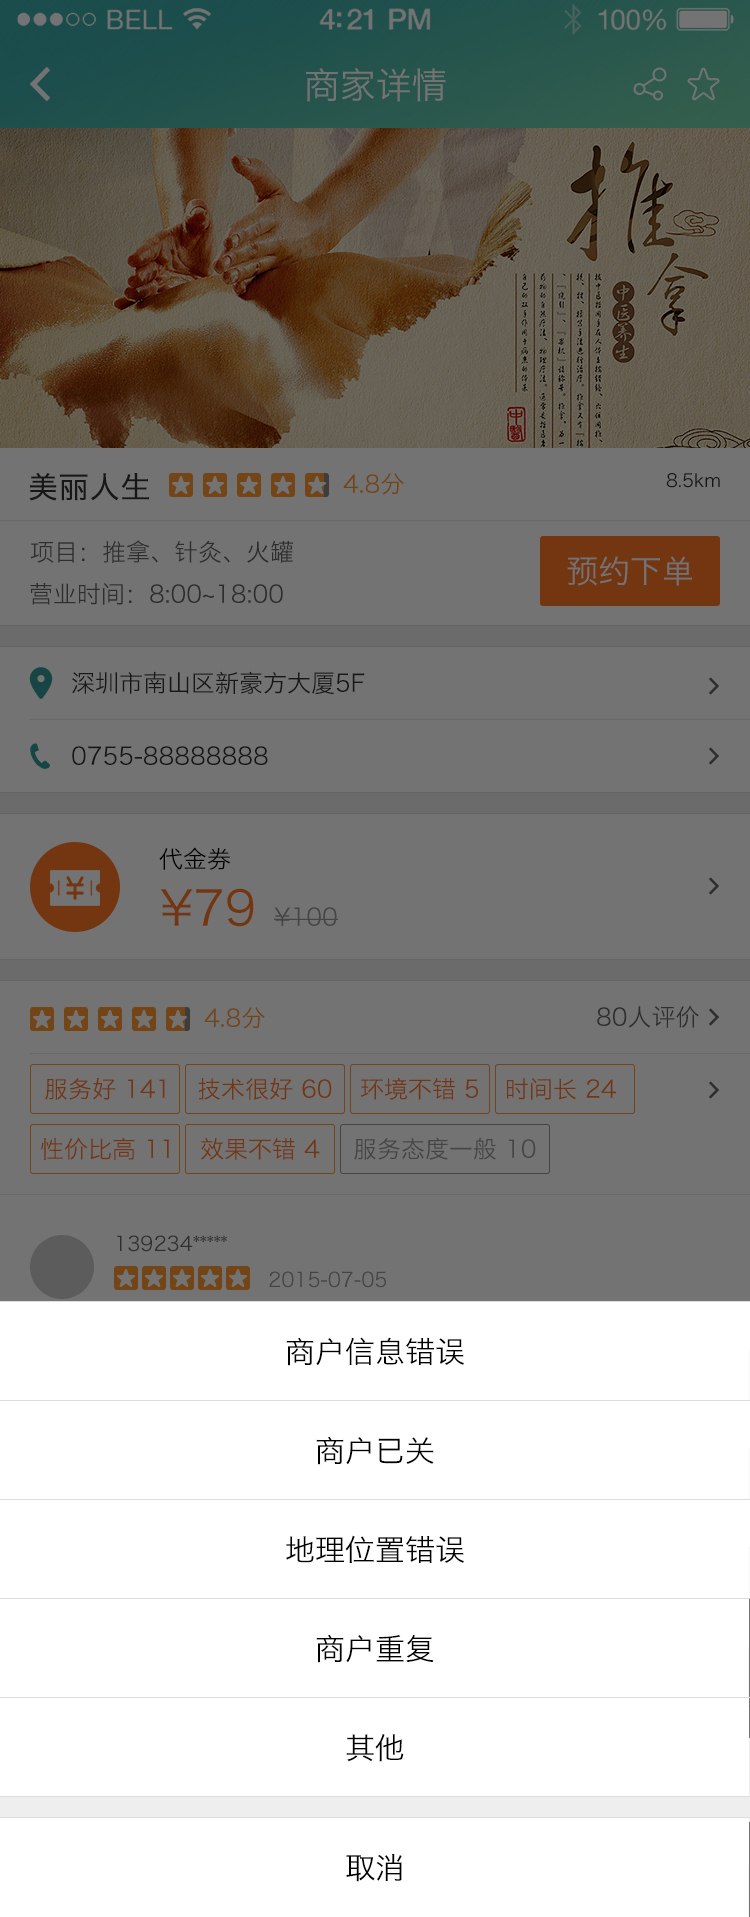 BELL 4:21 PM 100%
商家详情
推拿
中医养生
中醫
美丽人生 4.8分 8.5km
项目：推拿、针灸、火罐
营业时间：8:00~18:00
预约下单
深圳市南山区新豪方大厦5F
0755-88888888
代金券
¥79 ¥100
4.8分 80人评价
服务好 141 技术很好 60 环境不错 5 时间长 24
性价比高 11 效果不错 4 服务态度一般 10
139234*****
2015-07-05
商户信息错误
商户已关
地理位置错误
商户重复
其他
取消